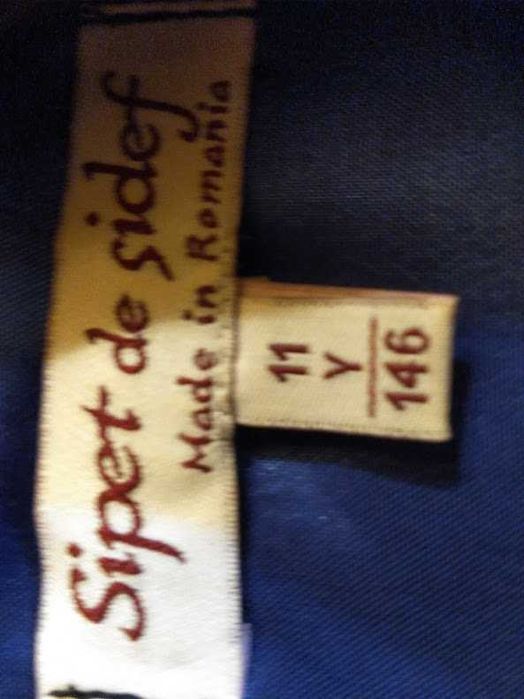 Sipet de sidef
Made in Romania
11
Y
146